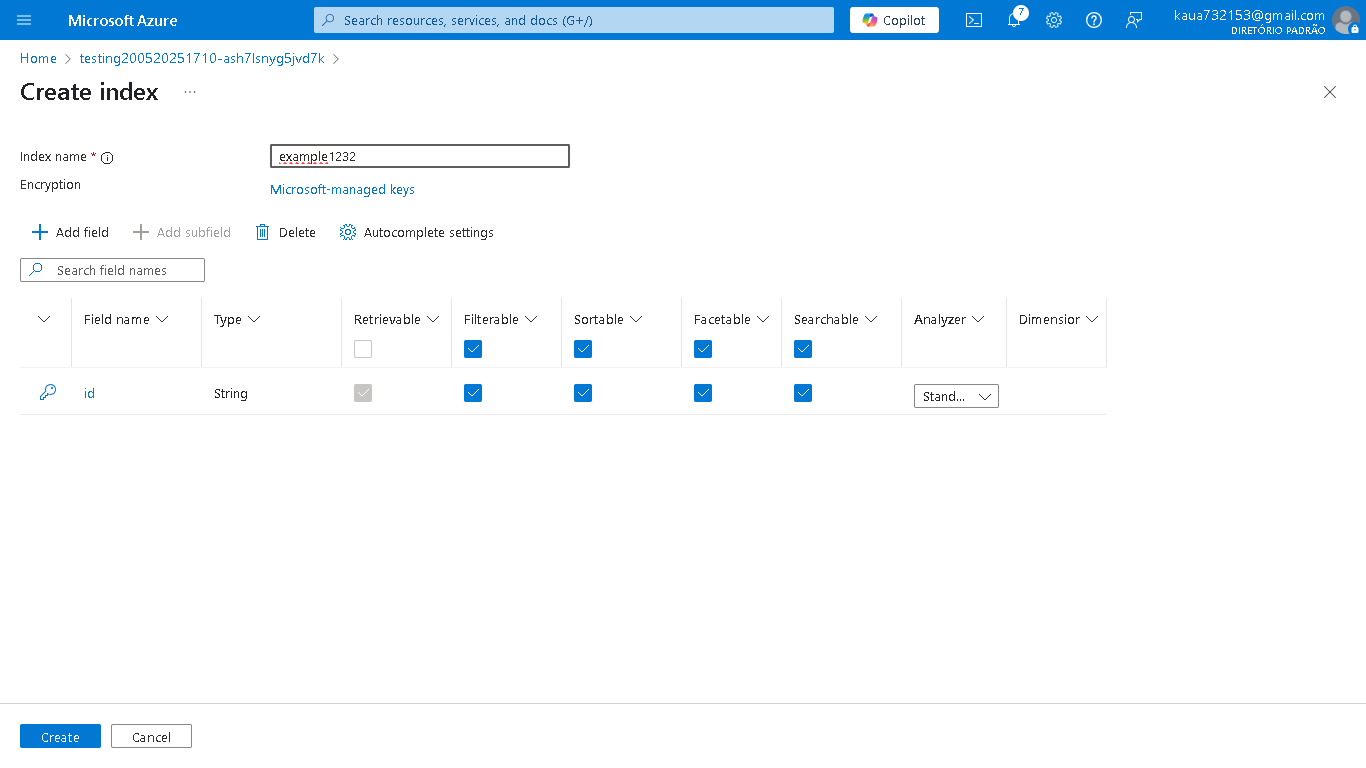 Microsoft Azure
Search resources, services, and docs (G+/)
Copilot
7
kaua732153@gmail.com
DIRETÓRIO PADRÃO
Home
testing200520251710-ash7lsnyg5jvd7k
Create index
Index name *
example1232
Encryption
Microsoft-managed keys
Add field
Add subfield
Delete
Autocomplete settings
Search field names
Field name
Type
Retrievable
Filterable
Sortable
Facetable
Searchable
Analyzer
Dimension
id
String
Stand...
Create
Cancel